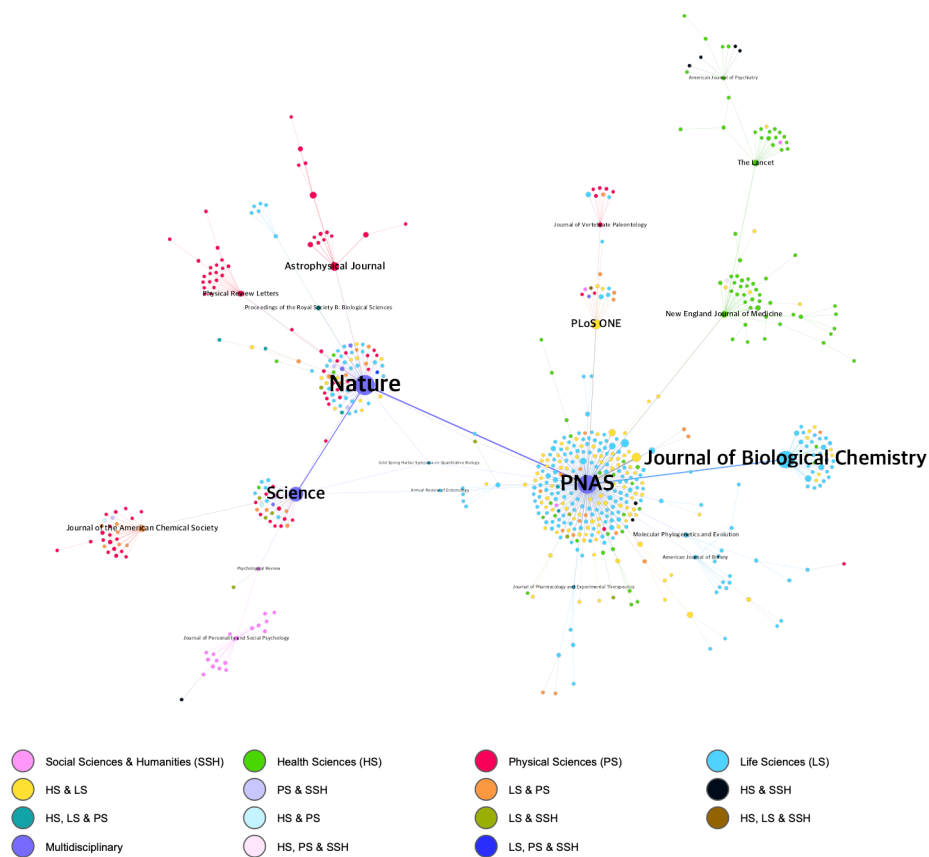 American Journal of Psychiatry
The Lancet
Journal of Vertebrate Paleontology
Astrophysical Journal
Physical Review Letters
Proceedings of the Royal Society B: Biological Sciences
New England Journal of Medicine
PLoS ONE
Nature
Journal of Biological Chemistry
Cold Spring Harbor Symposia on Quantitative Biology
PNAS
Annual Review of Entomology
Science
Journal of the American Chemical Society
Molecular Phylogenetics and Evolution
American Journal of Botany
Psychological Review
Journal of Pharmacology and Experimental Therapeutics
Journal of Personality and Social Psychology
Social Sciences & Humanities (SSH)
Health Sciences (HS)
Physical Sciences (PS)
Life Sciences (LS)
HS & LS
PS & SSH
LS & PS
HS & SSH
HS, LS & PS
HS & PS
LS & SSH
HS, LS & SSH
Multidisciplinary
HS, PS & SSH
LS, PS & SSH